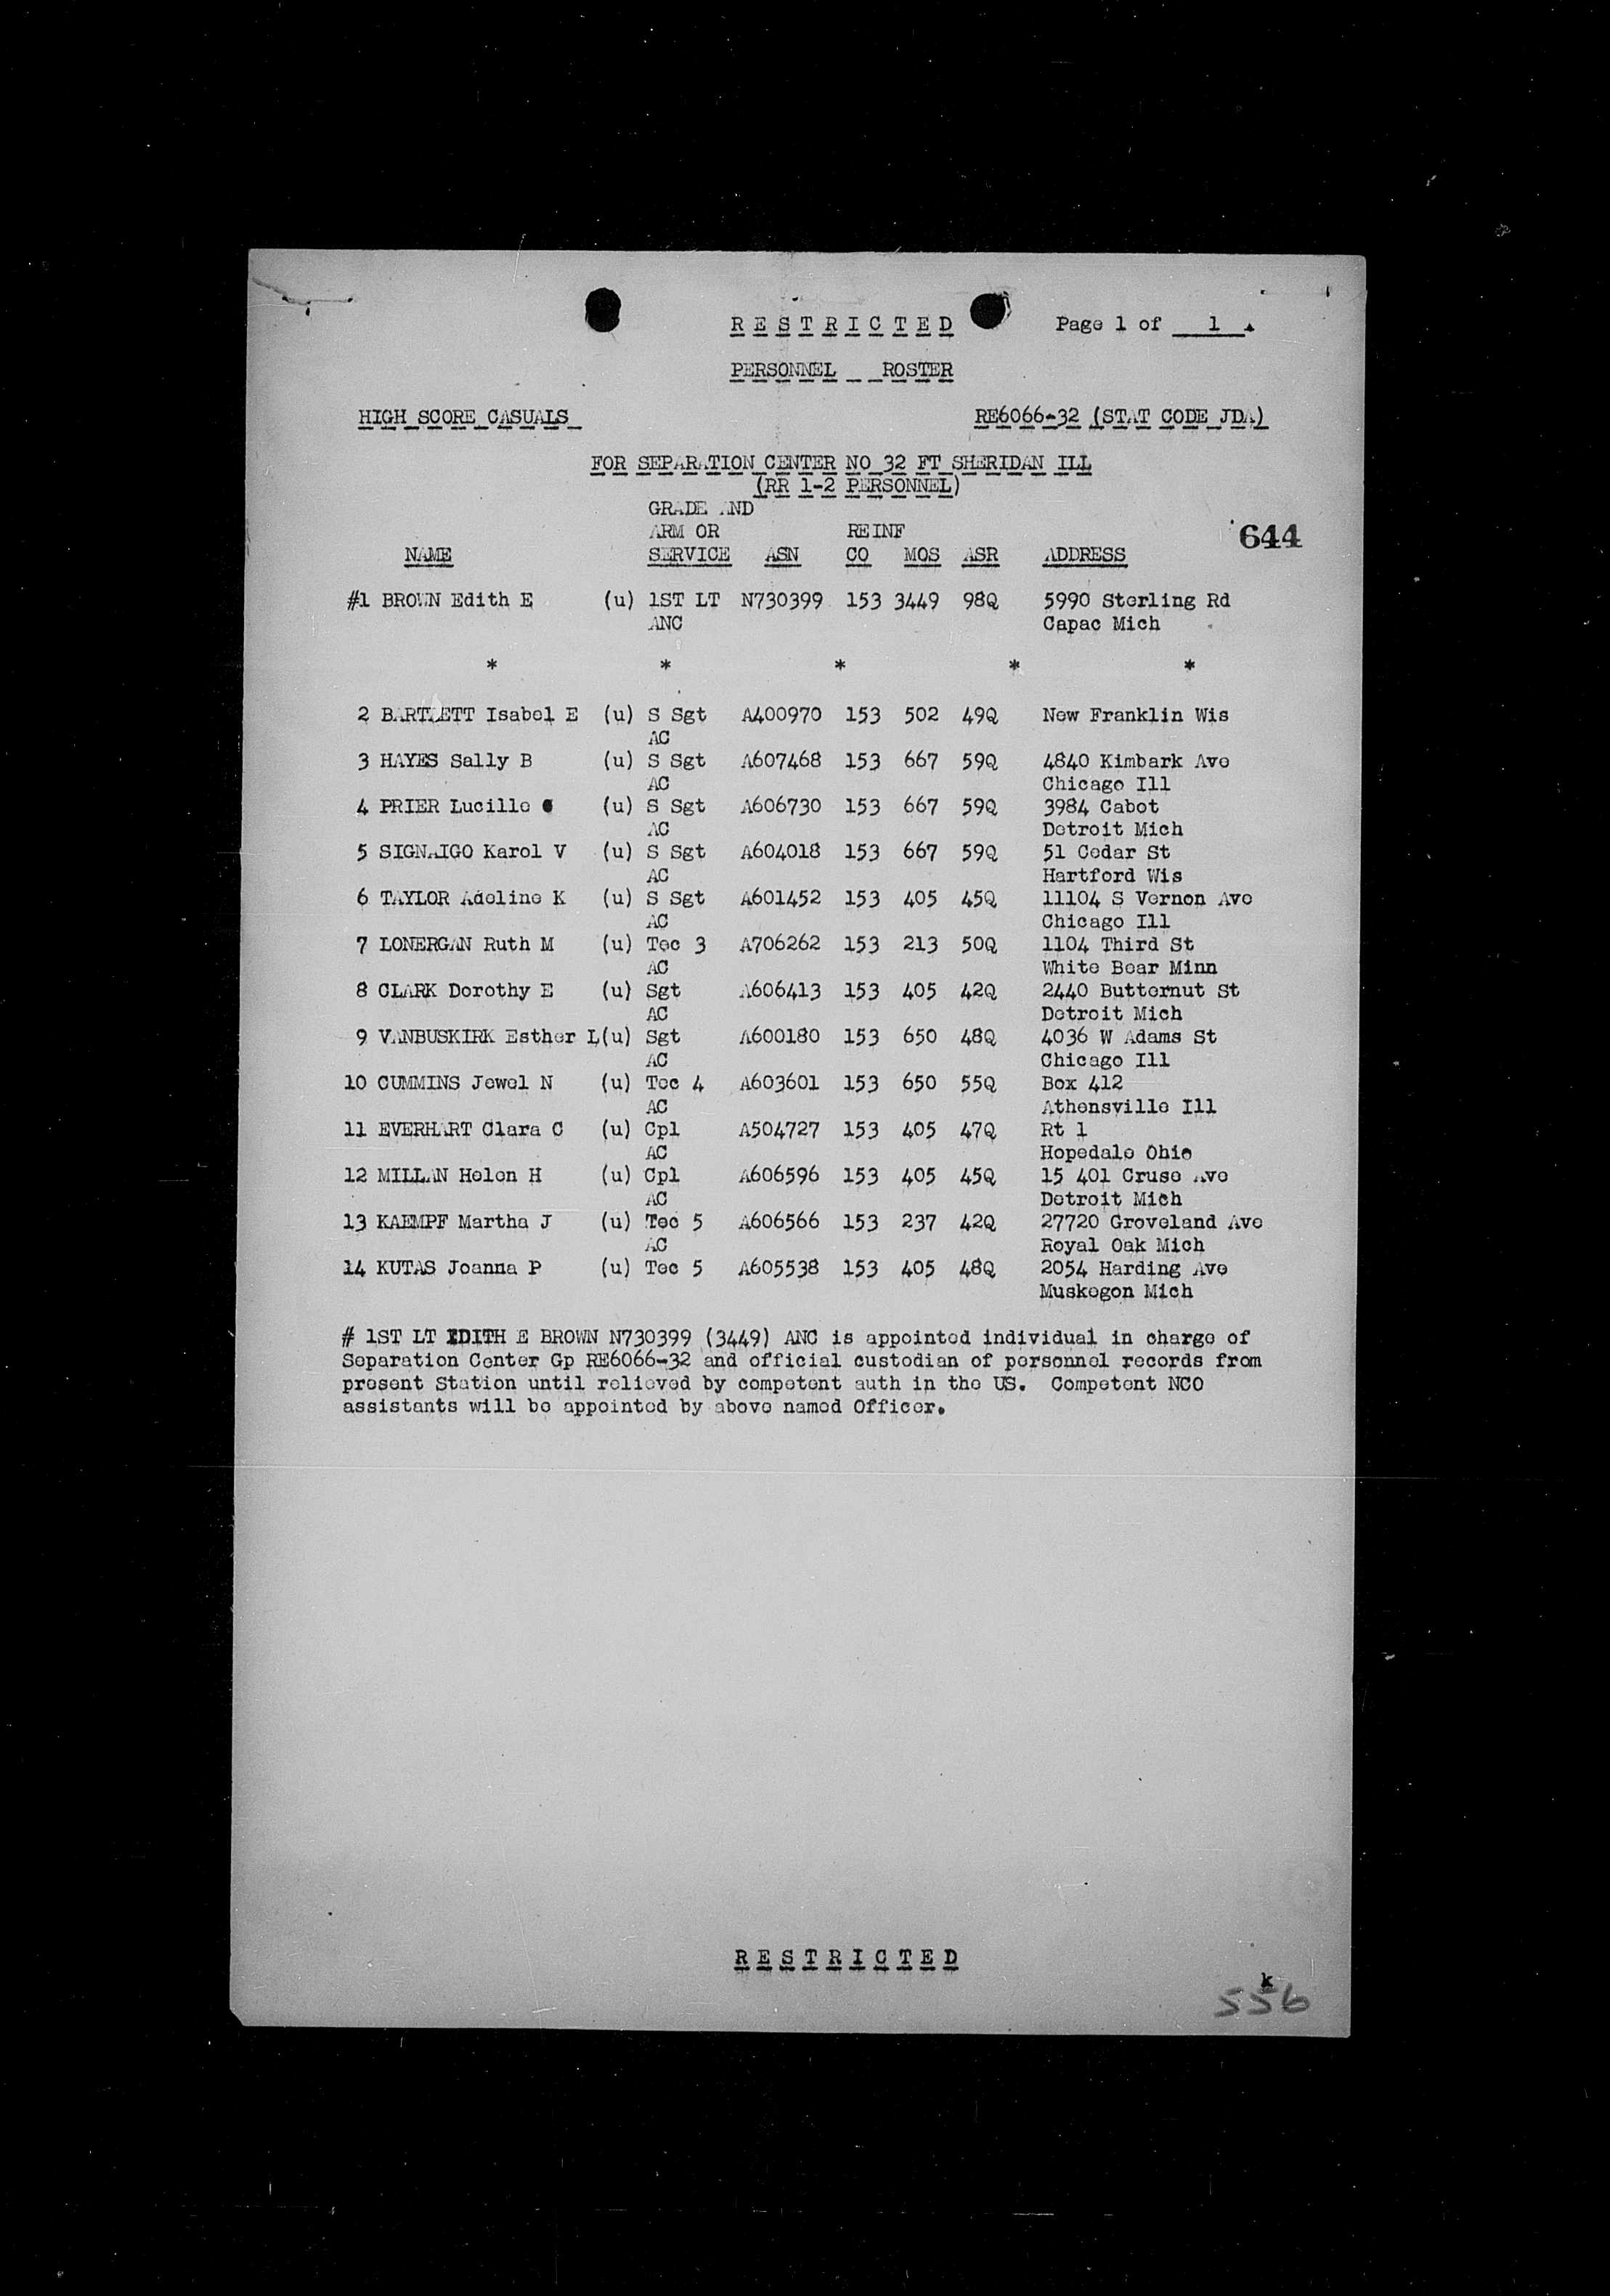 RESTRICTED Page 1 of 1.
PERSONNEL ROSTER
HIGH SCORE CASUALS RE6066-32 (STAT CODE JDA)
FOR SEPARATION CENTER NO 32 FT SHERIDAN ILL
(RR 1-2 PERSONNEL)
GRADE AND
ARM OR REINF
644
NAME SERVICE ASN CO MOS ASR ADDRESS
#1 BROWN Edith E (u) 1ST LT N730399 153 3449 98Q 5990 Sterling Rd
ANC Capac Mich
* * * * *
2 BARTLETT Isabel E (u) S Sgt A400970 153 502 49Q New Franklin Wis
AC
3 HAYES Sally B (u) S Sgt A607468 153 667 59Q 4840 Kimbark Ave
AC Chicago Ill
4 PRIER Lucille (u) S Sgt A606730 153 667 59Q 3984 Cabot
AC Detroit Mich
5 SIGNAIGO Karol V (u) S Sgt A604018 153 667 59Q 51 Cedar St
AC Hartford Wis
6 TAYLOR Adeline K (u) S Sgt A601452 153 405 45Q 11104 S Vernon Ave
AC Chicago Ill
7 LONERGAN Ruth M (u) Tec 3 A706262 153 213 50Q 1104 Third St
AC White Bear Minn
8 CLARK Dorothy E (u) Sgt A606413 153 405 42Q 2440 Butternut St
AC Detroit Mich
9 VANBUSKIRK Esther L(u) Sgt A600180 153 650 48Q 4036 W Adams St
AC Chicago Ill
10 CUMMINS Jewel N (u) Tec 4 A603601 153 650 55Q Box 412
AC Athensville Ill
11 EVERHART Clara C (u) Cpl A504727 153 405 47Q Rt 1
AC Hopedale Ohio
12 MILLAN Helen H (u) Cpl A606596 153 405 45Q 15 401 Cruse Ave
AC Detroit Mich
13 KAEMPF Martha J (u) Tec 5 A606566 153 237 42Q 27720 Groveland Ave
AC Royal Oak Mich
14 KUTAS Joanna P (u) Tec 5 A605538 153 405 48Q 2054 Harding Ave
Muskegon Mich
# 1ST LT EDITH E BROWN N730399 (3449) ANC is appointed individual in charge of
Separation Center Gp RE6066-32 and official custodian of personnel records from
present Station until relieved by competent auth in the US. Competent NCO
assistants will be appointed by above named Officer.
RESTRICTED
k
556